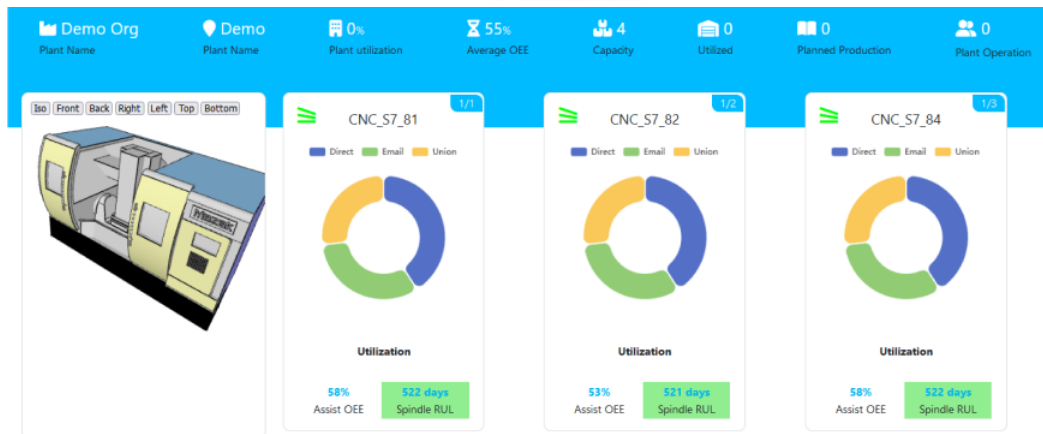 Demo Org
Plant Name
Demo
Plant Name
0%
Plant utilization
55%
Average OEE
4
Capacity
0
Utilized
0
Planned Production
0
Plant Operation
Iso Front Back Right Left Top Bottom
Mazak
1/1
CNC_S7_81
Direct Email Union
Utilization
58%
Assist OEE
522 days
Spindle RUL
1/2
CNC_S7_82
Direct Email Union
Utilization
53%
Assist OEE
521 days
Spindle RUL
1/3
CNC_S7_84
Direct Email Union
Utilization
58%
Assist OEE
522 days
Spindle RUL